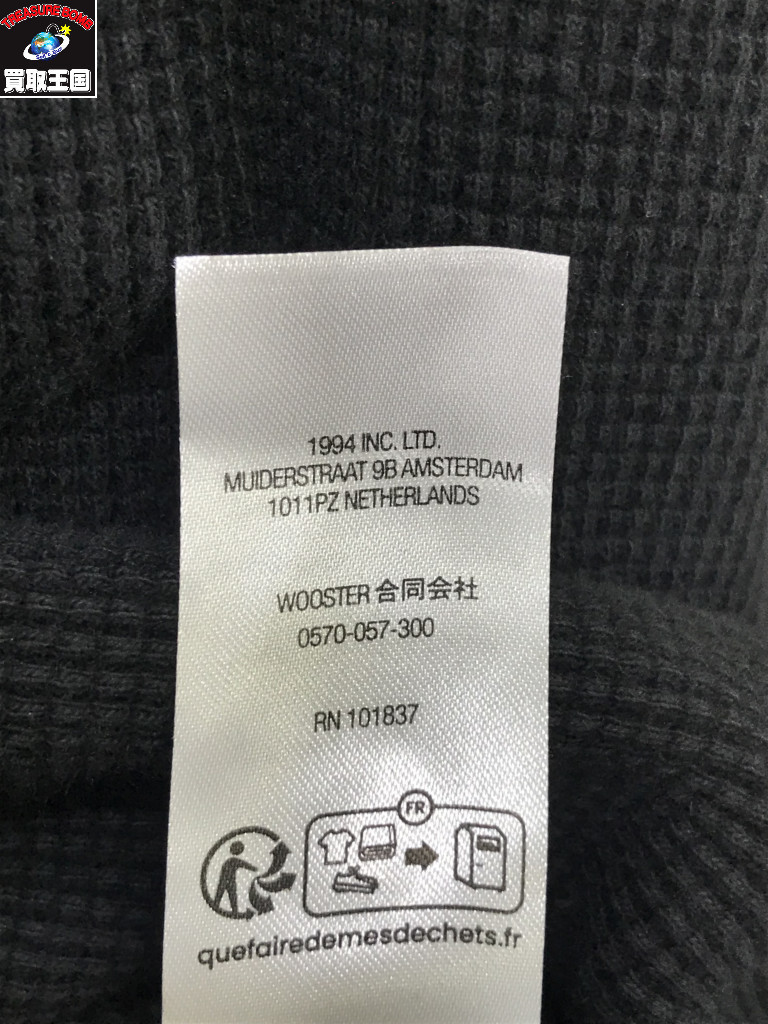 TREASURE BOMB
買取王国
1994 INC. LTD.
MUIDERSTRAAT 9B AMSTERDAM
1011PZ NETHERLANDS
WOOSTER 合同会社
0570-057-300
RN 101837
FR
quefairedemesdechets.fr